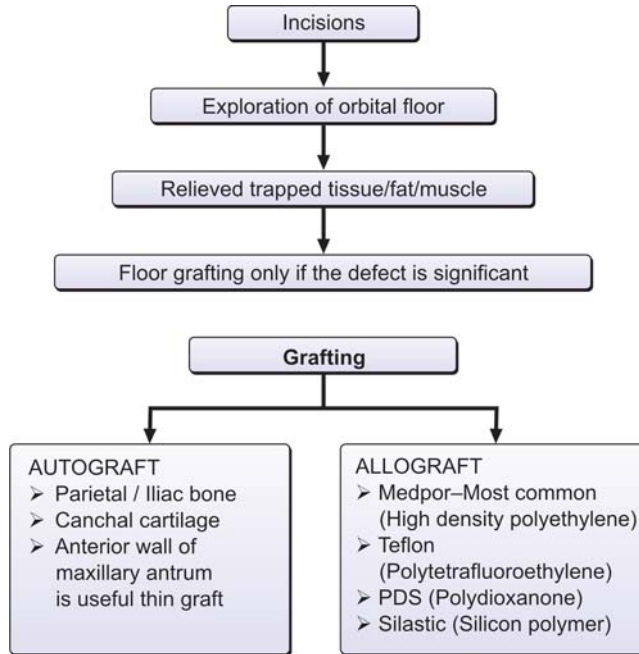 Incisions
Exploration of orbital floor
Relieved trapped tissue/fat/muscle
Floor grafting only if the defect is significant
Grafting
AUTOGRAFT
➢ Parietal / Iliac bone
➢ Canchal cartilage
➢ Anterior wall of
maxillary antrum
is useful thin graft
ALLOGRAFT
➢ Medpor–Most common
(High density polyethylene)
➢ Teflon
(Polytetrafluoroethylene)
➢ PDS (Polydioxanone)
➢ Silastic (Silicon polymer)